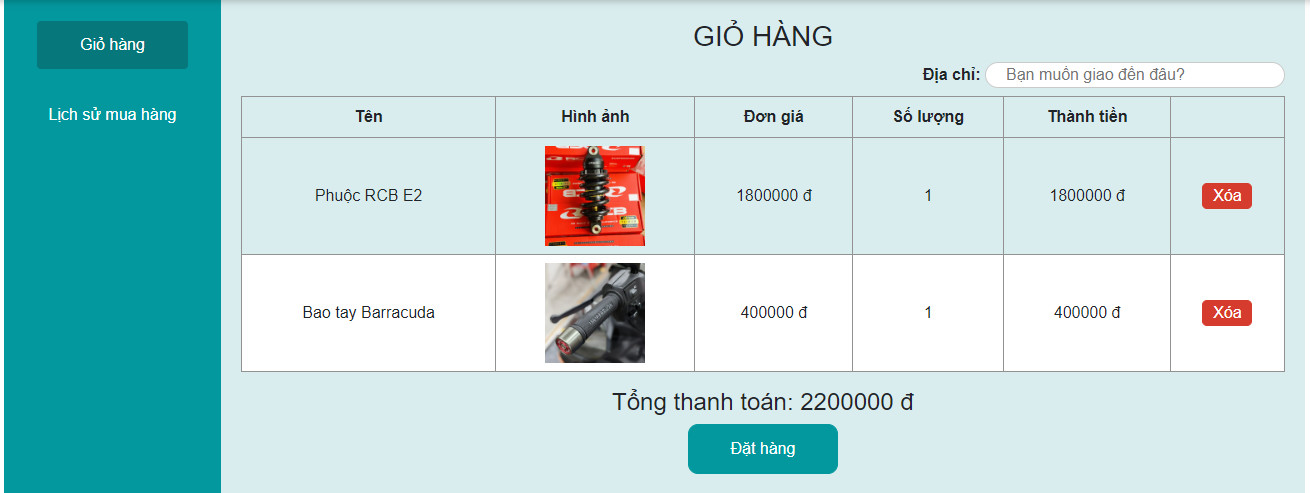 Giỏ hàng
Lịch sử mua hàng
GIỎ HÀNG
Địa chỉ: Bạn muốn giao đến đâu?
Tên Hình ảnh Đơn giá Số lượng Thành tiền
Phuộc RCB E2 1800000 đ 1 1800000 đ Xóa
Bao tay Barracuda 400000 đ 1 400000 đ Xóa
Tổng thanh toán: 2200000 đ
Đặt hàng